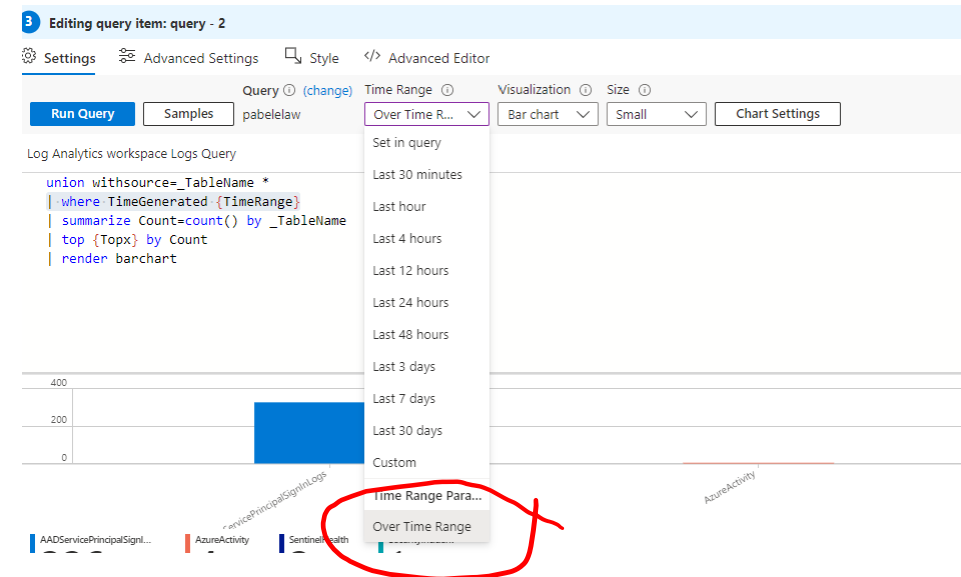 3 Editing query item: query - 2
Settings Advanced Settings Style </> Advanced Editor
Query (change) Time Range Visualization Size
Run Query Samples pabelelaw Over Time R... Bar chart Small Chart Settings
Log Analytics workspace Logs Query
union withsource=_TableName *
| where TimeGenerated {TimeRange}
| summarize Count=count() by _TableName
| top {Topx} by Count
| render barchart
Set in query
Last 30 minutes
Last hour
Last 4 hours
Last 12 hours
Last 24 hours
Last 48 hours
Last 3 days
Last 7 days
Last 30 days
Custom
Time Range Para...
Over Time Range
400
200
0
AzureActivity
AADServicePrincipalSignI... AzureActivity SentinelHealth